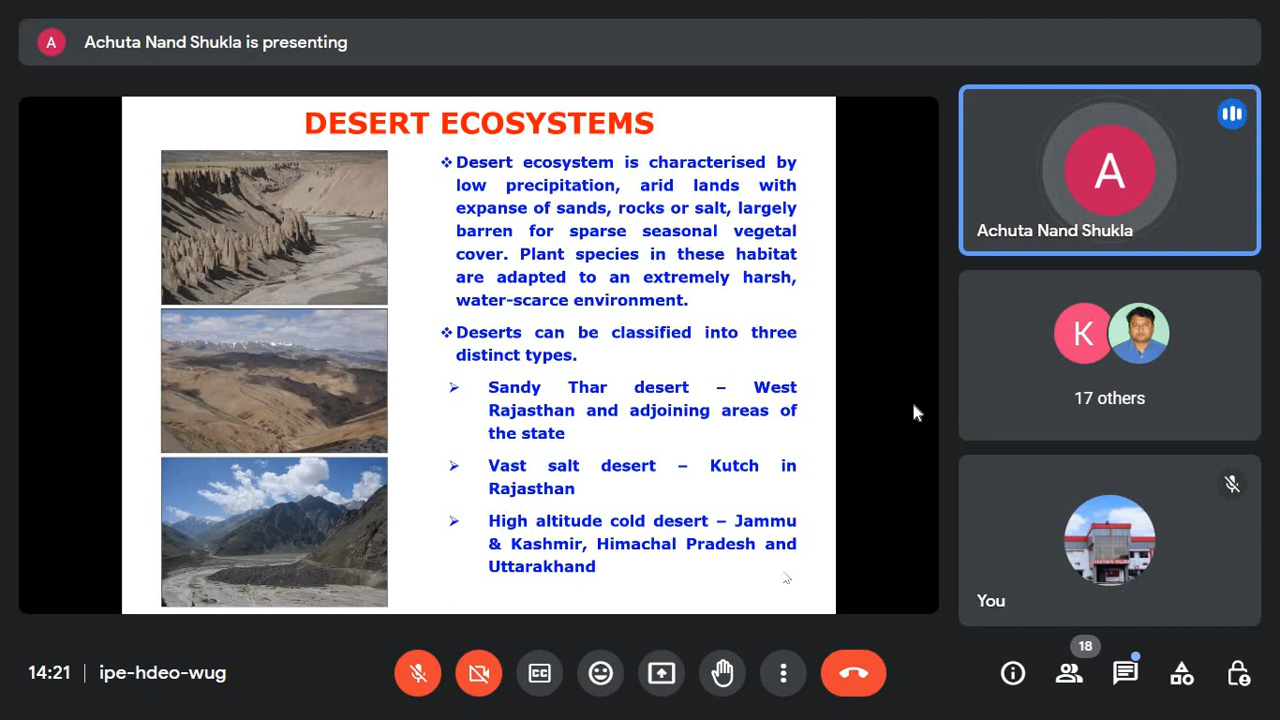 A
Achuta Nand Shukla is presenting
DESERT ECOSYSTEMS
❖Desert ecosystem is characterised by
low precipitation, arid lands with
expanse of sands, rocks or salt, largely
barren for sparse seasonal vegetal
cover. Plant species in these habitat
are adapted to an extremely harsh,
water-scarce environment.
❖Deserts can be classified into three
distinct types.
➢ Sandy Thar desert – West
Rajasthan and adjoining areas of
the state
➢ Vast salt desert – Kutch in
Rajasthan
➢ High altitude cold desert – Jammu
& Kashmir, Himachal Pradesh and
Uttarakhand
A
Achuta Nand Shukla
K
17 others
You
14:21 | ipe-hdeo-wug
CC
18